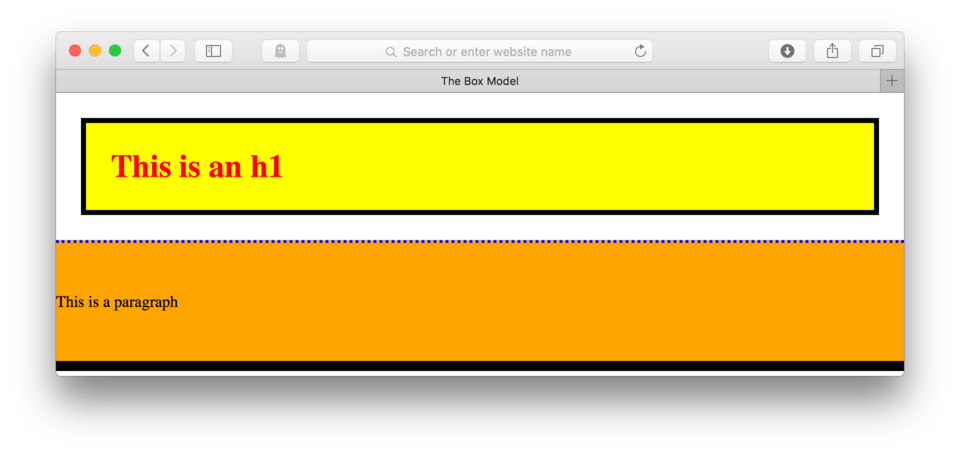 Search or enter website name
The Box Model
This is an h1
This is a paragraph